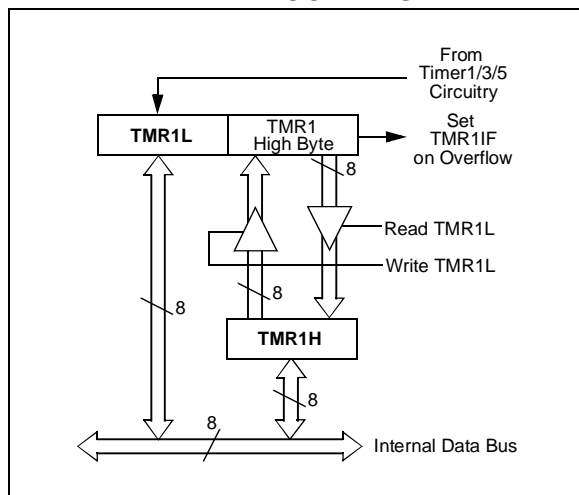 From
Timer1/3/5
Circuitry
TMR1L
TMR1
High Byte
Set
TMR1IF
on Overflow
8
Read TMR1L
Write TMR1L
8
8
TMR1H
8
8
Internal Data Bus